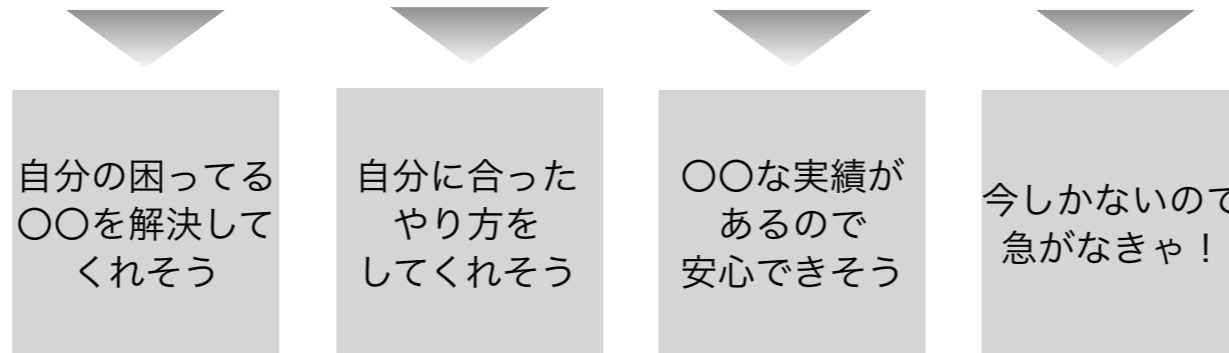 自分の困ってる
〇〇を解決して
くれそう
自分に合った
やり方を
してくれそう
〇〇な実績が
あるので
安心できそう
今しかないので
急がなきゃ！